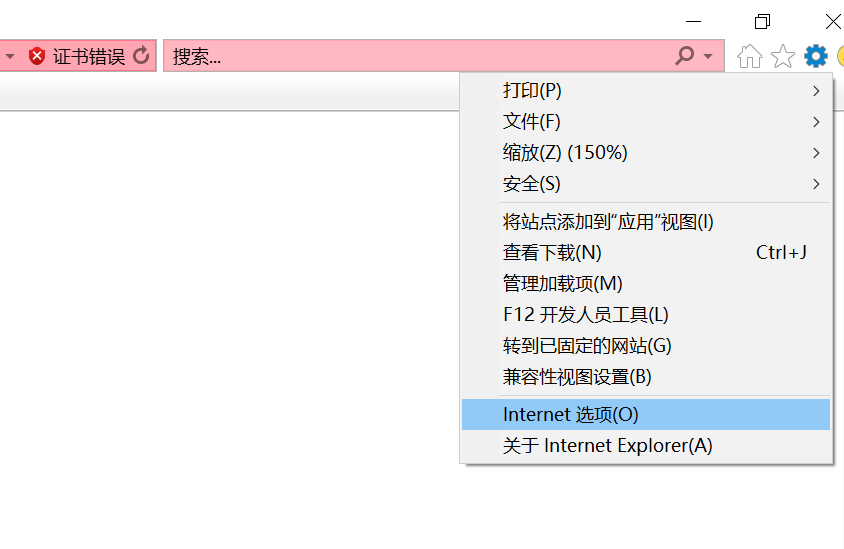 证书错误 搜索...
打印(P)
文件(F)
缩放(Z) (150%)
安全(S)
将站点添加到“应用”视图(I)
查看下载(N) Ctrl+J
管理加载项(M)
F12 开发人员工具(L)
转到已固定的网站(G)
兼容性视图设置(B)
Internet 选项(O)
关于 Internet Explorer(A)